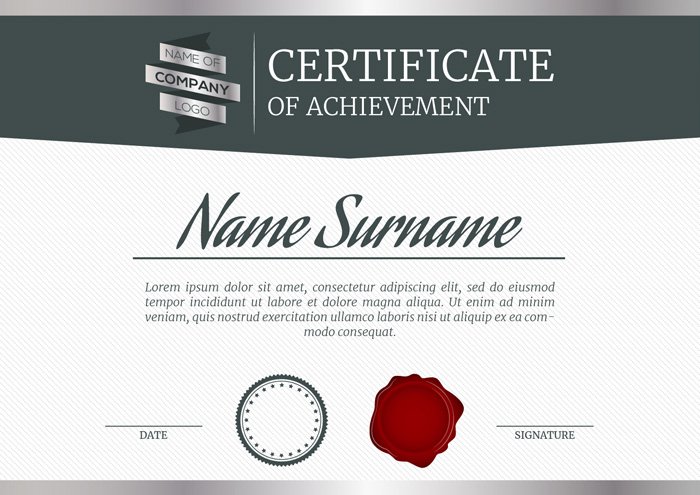 NAME OF
COMPANY
LOGO
CERTIFICATE
OF ACHIEVEMENT
Name Surname
Lorem ipsum dolor sit amet, consectetur adipiscing elit, sed do eiusmod
tempor incididunt ut labore et dolore magna aliqua. Ut enim ad minim
veniam, quis nostrud exercitation ullamco laboris nisi ut aliquip ex ea com-
modo consequat.
DATE
SIGNATURE